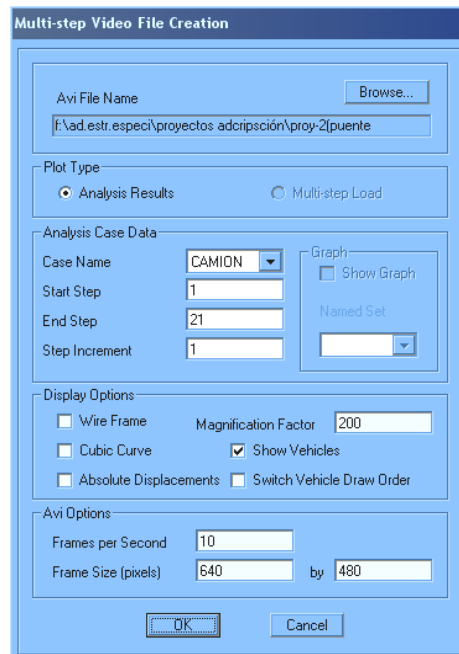 Multi-step Video File Creation
Avi File Name
Browse...
f:\ad.estr.especi\proyectos adcripsción\proy-2(puente
Plot Type
Analysis Results
Multi-step Load
Analysis Case Data
Case Name CAMION
Start Step 1
End Step 21
Step Increment 1
Graph
Show Graph
Named Set
Display Options
Wire Frame
Magnification Factor 200
Cubic Curve
Show Vehicles
Absolute Displacements
Switch Vehicle Draw Order
Avi Options
Frames per Second 10
Frame Size (pixels) 640 by 480
OK
Cancel